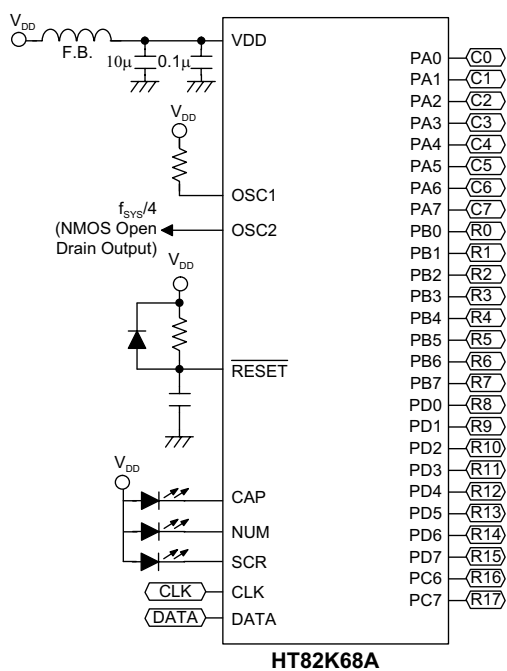 VDD
F.B.
10μ
0.1μ
VDD
VDD
OSC1
fSYS/4
(NMOS Open
Drain Output)
OSC2
VDD
RESET
VDD
CAP
NUM
SCR
CLK CLK
DATA DATA
PA0 C0
PA1 C1
PA2 C2
PA3 C3
PA4 C4
PA5 C5
PA6 C6
PA7 C7
PB0 R0
PB1 R1
PB2 R2
PB3 R3
PB4 R4
PB5 R5
PB6 R6
PB7 R7
PD0 R8
PD1 R9
PD2 R10
PD3 R11
PD4 R12
PD5 R13
PD6 R14
PD7 R15
PC6 R16
PC7 R17
HT82K68A